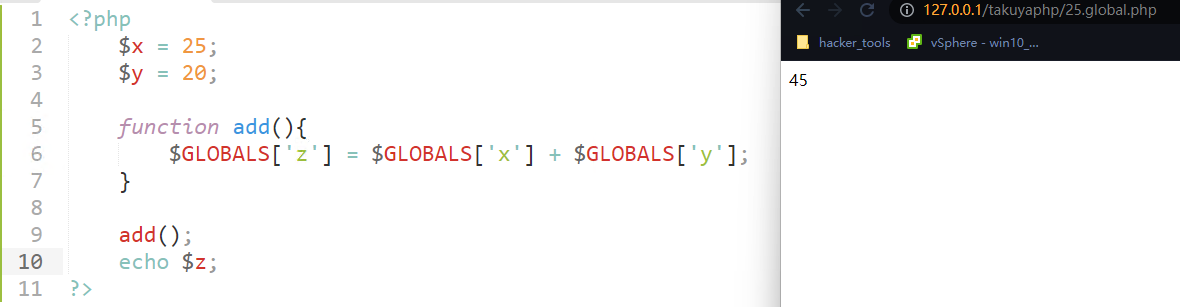 1 <?php
2 $x = 25;
3 $y = 20;
4
5 function add(){
6 $GLOBALS['z'] = $GLOBALS['x'] + $GLOBALS['y'];
7 }
8
9 add();
10 echo $z;
11 ?>
127.0.0.1/takuyaphp/25.global.php
hacker_tools vSphere - win10_...
45